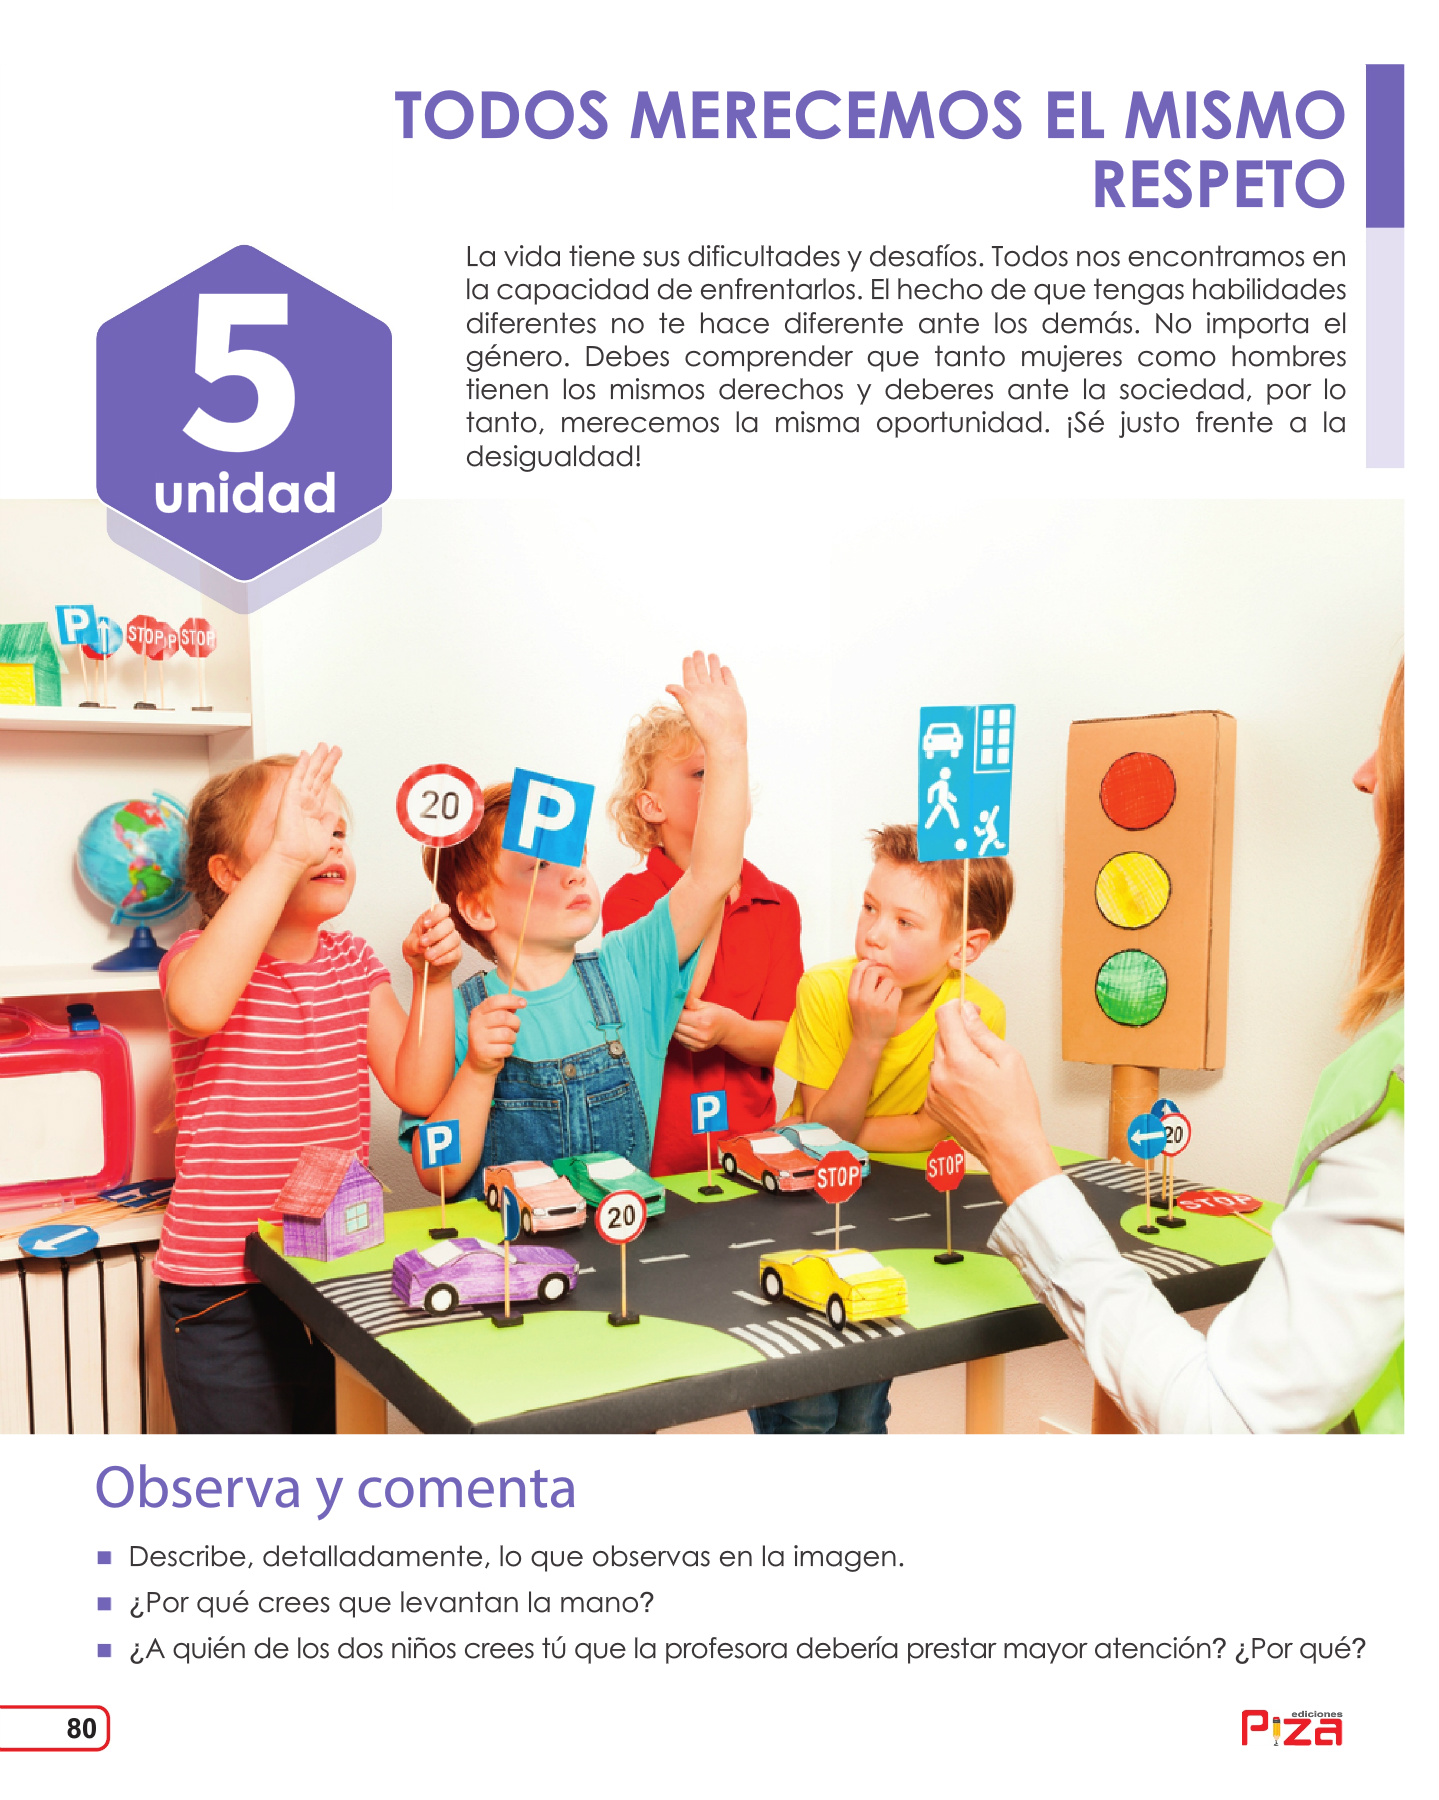 TODOS MERECEMOS EL MISMO
RESPETO
5
unidad
La vida tiene sus dificultades y desafíos. Todos nos encontramos en
la capacidad de enfrentarlos. El hecho de que tengas habilidades
diferentes no te hace diferente ante los demás. No importa el
género. Debes comprender que tanto mujeres como hombres
tienen los mismos derechos y deberes ante la sociedad, por lo
tanto, merecemos la misma oportunidad. ¡Sé justo frente a la
desigualdad!
P
STOP
P
STOP
20
P
P
P
STOP
STOP
20
20
STOP
Observa y comenta
Describe, detalladamente, lo que observas en la imagen.
¿Por qué crees que levantan la mano?
¿A quién de los dos niños crees tú que la profesora debería prestar mayor atención? ¿Por qué?
80
ediciones
Piza